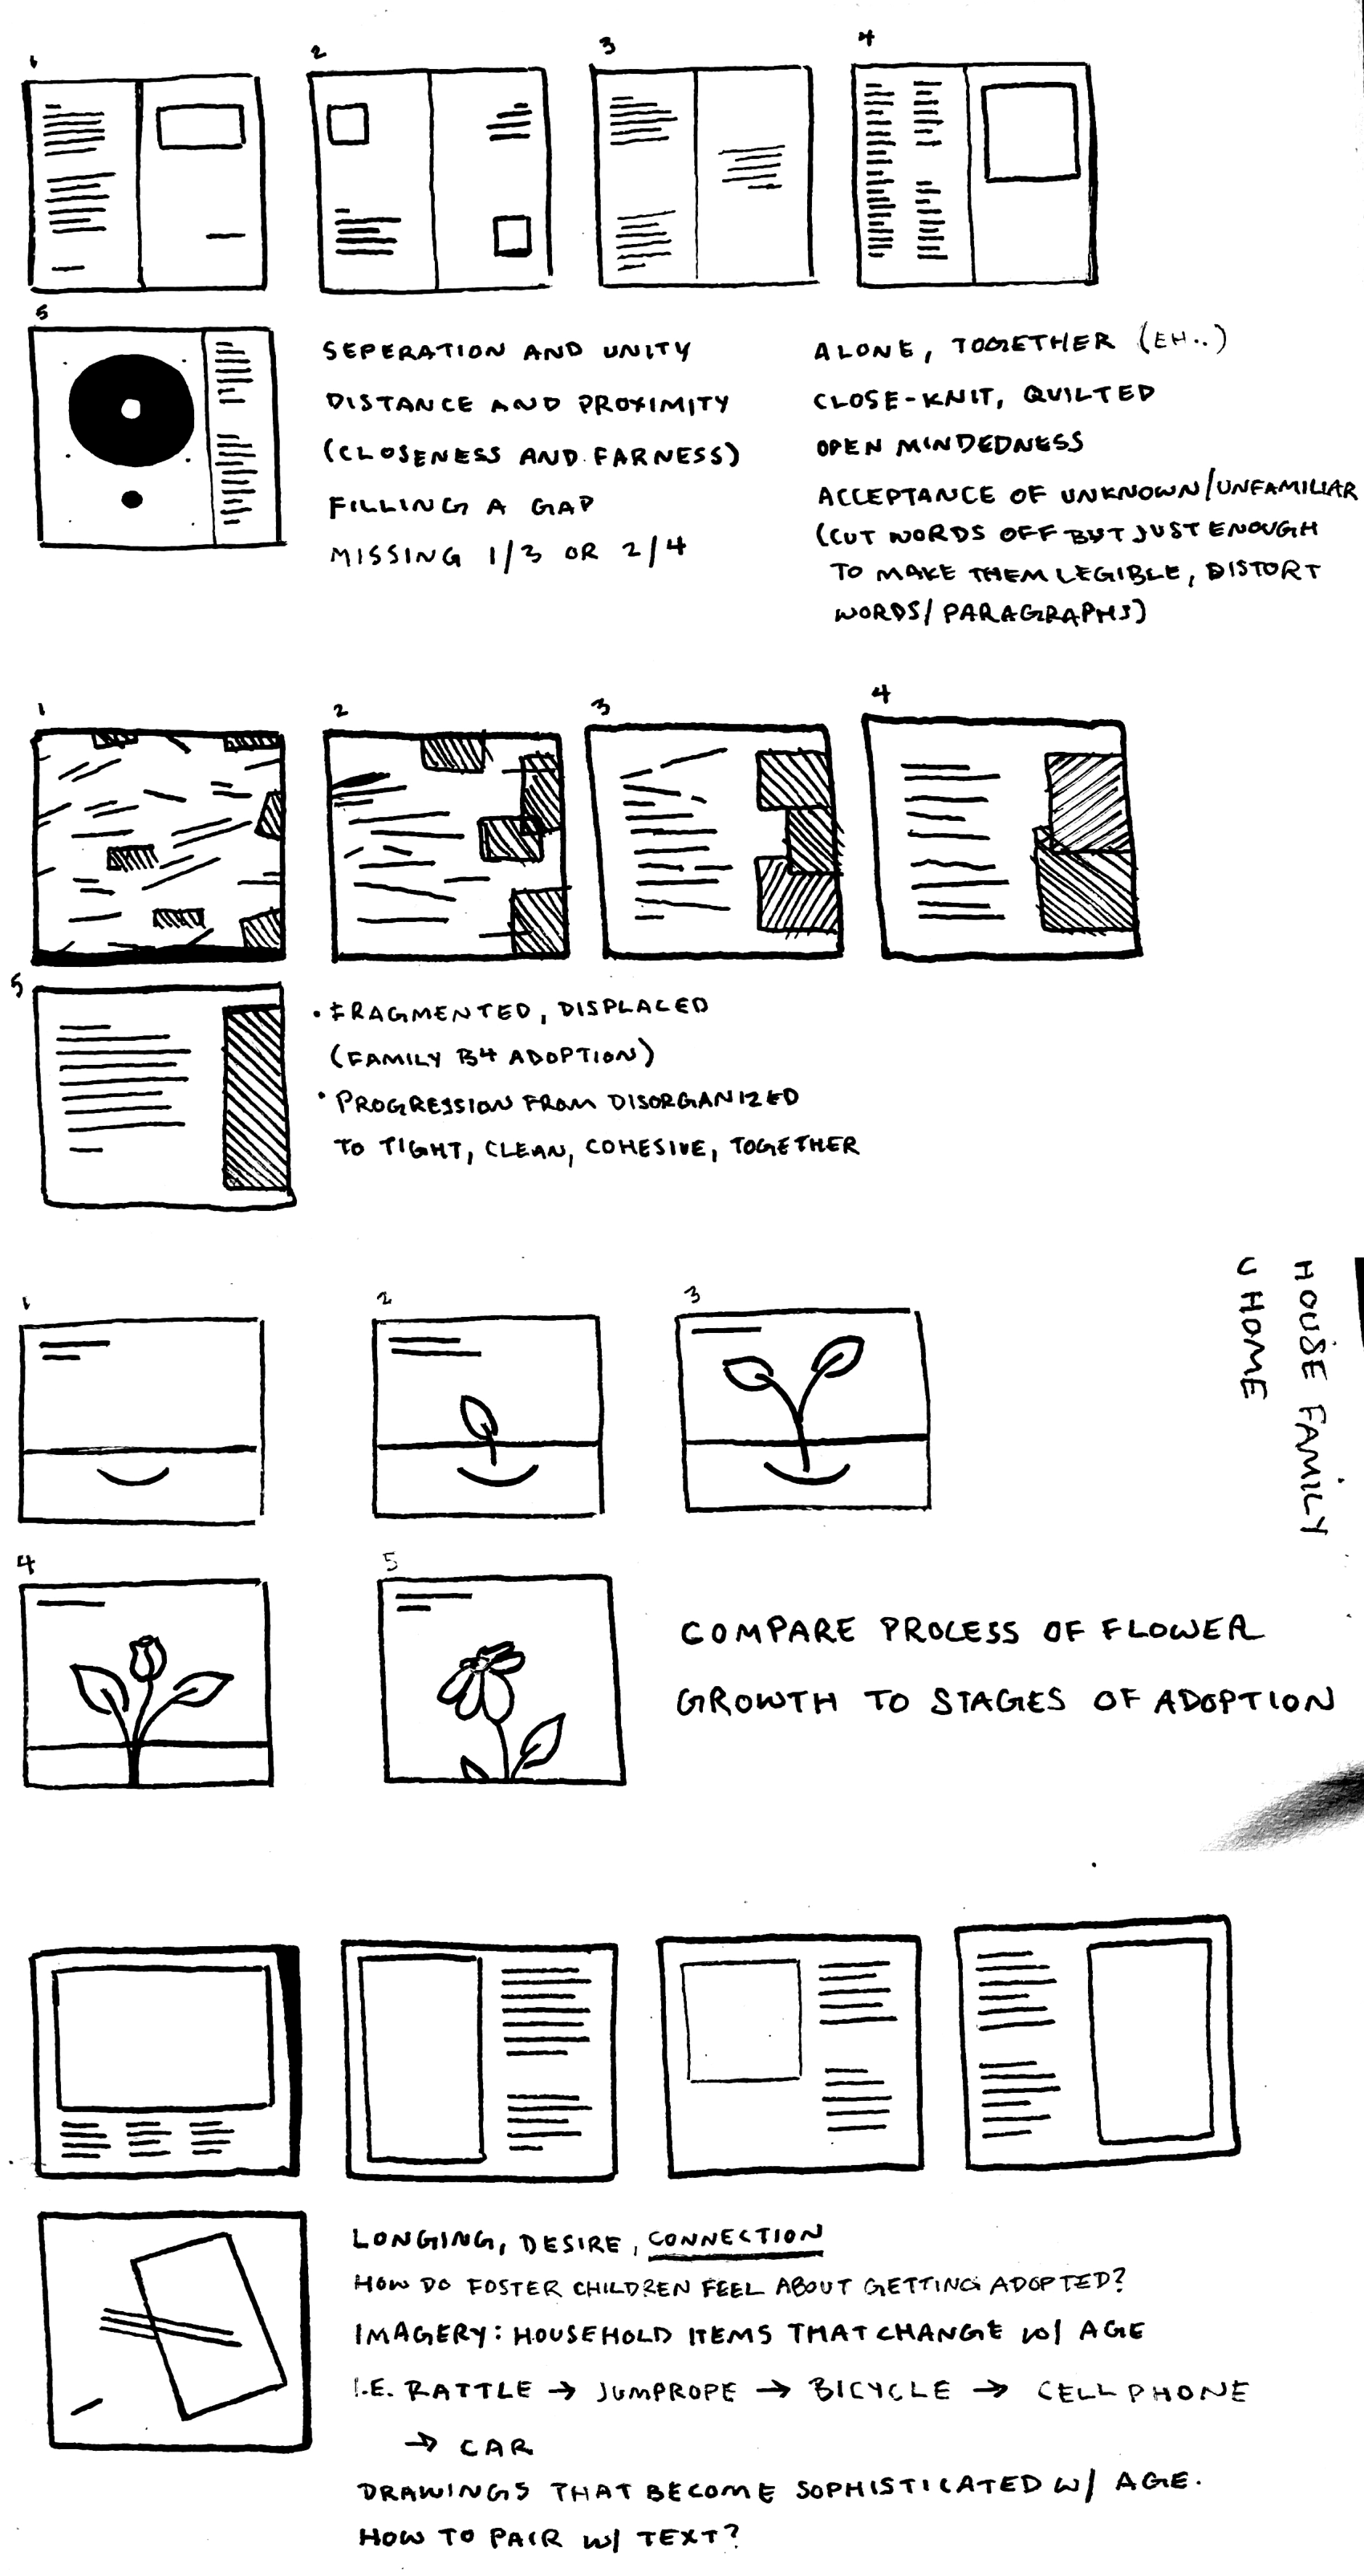 1
2
3
4
5
SEPERATION AND UNITY
DISTANCE AND PROXIMITY
(CLOSENESS AND FARNESS)
FILLING A GAP
MISSING 1/3 OR 2/4
ALONE, TOGETHER (EH..)
CLOSE-KNIT, QUILTED
OPEN MINDEDNESS
ACCEPTANCE OF UNKNOWN/UNFAMILIAR
(CUT WORDS OFF BUT JUST ENOUGH
TO MAKE THEM LEGIBLE, DISTORT
WORDS/PARAGRAPHS)
1
2
3
4
5
• FRAGMENTED, DISPLACED
(FAMILY B4 ADOPTION)
• PROGRESSION FROM DISORGANIZED
TO TIGHT, CLEAN, COHESIVE, TOGETHER
HOUSE FAMILY
HOME
1
2
3
4
5
COMPARE PROCESS OF FLOWER
GROWTH TO STAGES OF ADOPTION
LONGING, DESIRE, CONNECTION
HOW DO FOSTER CHILDREN FEEL ABOUT GETTING ADOPTED?
IMAGERY: HOUSEHOLD ITEMS THAT CHANGE W/ AGE
I.E. RATTLE → JUMPROPE → BICYCLE → CELLPHONE
→ CAR
DRAWINGS THAT BECOME SOPHISTICATED W/ AGE.
HOW TO PAIR W/ TEXT?